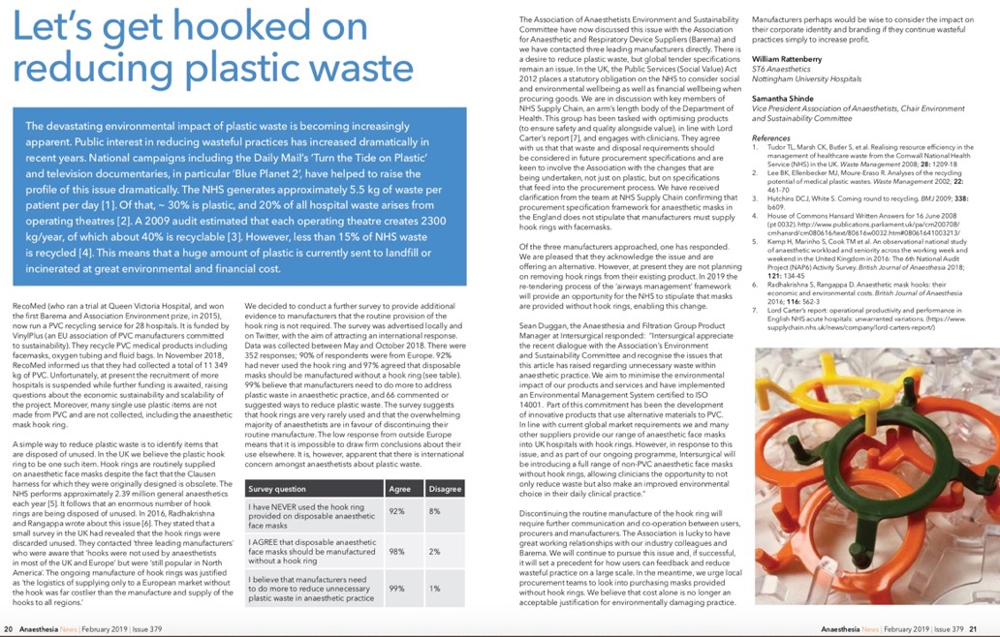 Let's get hooked on
reducing plastic waste
The devastating environmental impact of plastic waste is becoming increasingly
apparent. Public interest in reducing wasteful practices has increased dramatically in
recent years. National campaigns including the Daily Mail's 'Turn the Tide on Plastic'
and television documentaries, in particular 'Blue Planet 2', have helped to raise the
profile of this issue dramatically. The NHS generates approximately 5.5 kg of waste per
patient per day [1]. Of that, ~ 30% is plastic, and 20% of all hospital waste arises from
operating theatres [2]. A 2009 audit estimated that each operating theatre creates 2300
kg/year, of which about 40% is recyclable [3]. However, less than 15% of NHS waste
is recycled [4]. This means that a huge amount of plastic is currently sent to landfill or
incinerated at great environmental and financial cost.
RecoMed (who ran a trial at Queen Victoria Hospital, and won
the first Barema and Association Environment prize, in 2015),
now run a PVC recycling service for 28 hospitals. It is funded by
VinylPlus (an EU association of PVC manufacturers committed
to sustainability). They recycle PVC medical products including
facemasks, oxygen tubing and fluid bags. In November 2018,
RecoMed informed us that they had collected a total of 11 349
kg of PVC. Unfortunately, at present the recruitment of more
hospitals is suspended while further funding is awaited, raising
questions about the economic sustainability and scalability of
the project. Moreover, many single use plastic items are not
made from PVC and are not collected, including the anaesthetic
mask hook ring.
A simple way to reduce plastic waste is to identify items that
are disposed of unused. In the UK we believe the plastic hook
ring to be one such item. Hook rings are routinely supplied
on anaesthetic face masks despite the fact that the Clausen
harness for which they were originally designed is obsolete. The
NHS performs approximately 2.39 million general anaesthetics
each year [5]. It follows that an enormous number of hook
rings are being disposed of unused. In 2016, Radhakrishna
and Rangappa wrote about this issue [6]. They stated that a
small survey in the UK had revealed that the hook rings were
discarded unused. They contacted 'three leading manufacturers'
who were aware that 'hooks were not used by anaesthetists
in most of the UK and Europe' but were 'still popular in North
America'. The ongoing manufacture of hook rings was justified
as 'the logistics of supplying only to a European market without
the hook was far costlier than the manufacture and supply of the
hooks to all regions.'
We decided to conduct a further survey to provide additional
evidence to manufacturers that the routine provision of the
hook ring is not required. The survey was advertised locally and
on Twitter, with the aim of attracting an international response.
Data was collected between May and October 2018. There were
352 responses; 90% of respondents were from Europe. 92%
had never used the hook ring and 97% agreed that disposable
masks should be manufactured without a hook ring (see table).
99% believe that manufacturers need to do more to address
plastic waste in anaesthetic practice, and 66 commented or
suggested ways to reduce plastic waste. The survey suggests
that hook rings are very rarely used and that the overwhelming
majority of anaesthetists are in favour of discontinuing their
routine manufacture. The low response from outside Europe
means that it is impossible to draw firm conclusions about their
use elsewhere. It is, however, apparent that there is international
concern amongst anaesthetists about plastic waste.
Survey question Agree Disagree
I have NEVER used the hook ring
provided on disposable anaesthetic
face masks
92% 8%
I AGREE that disposable anaesthetic
face masks should be manufactured
without a hook ring
98% 2%
I believe that manufacturers need
to do more to reduce unnecessary
plastic waste in anaesthetic practice
99% 1%
20 Anaesthesia News | February 2019 | Issue 379
The Association of Anaesthetists Environment and Sustainability
Committee have now discussed this issue with the Association
for Anaesthetic and Respiratory Device Suppliers (Barema) and
we have contacted three leading manufacturers directly. There is
a desire to reduce plastic waste, but global tender specifications
remain an issue. In the UK, the Public Services (Social Value) Act
2012 places a statutory obligation on the NHS to consider social
and environmental wellbeing as well as financial wellbeing when
procuring goods. We are in discussion with key members of
NHS Supply Chain, an arm's length body of the Department of
Health. This group has been tasked with optimising products
(to ensure safety and quality alongside value), in line with Lord
Carter's report [7], and engages with clinicians. They agree
with us that that waste and disposal requirements should
be considered in future procurement specifications and are
keen to involve the Association with the changes that are
being undertaken, not just on plastic, but on specifications
that feed into the procurement process. We have received
clarification from the team at NHS Supply Chain confirming that
procurement specification framework for anaesthetic masks in
the England does not stipulate that manufacturers must supply
hook rings with facemasks.
Of the three manufacturers approached, one has responded.
We are pleased that they acknowledge the issue and are
offering an alternative. However, at present they are not planning
on removing hook rings from their existing product. In 2019 the
re-tendering process of the 'airways management' framework
will provide an opportunity for the NHS to stipulate that masks
are provided without hook rings, enabling this change.
Sean Duggan, the Anaesthesia and Filtration Group Product
Manager at Intersurgical responded: "Intersurgical appreciate
the recent dialogue with the Association's Environment
and Sustainability Committee and recognise the issues that
this article has raised regarding unnecessary waste within
anaesthetic practice. We aim to minimise the environmental
impact of our products and services and have implemented
an Environmental Management System certified to ISO
14001. Part of this commitment has been the development
of innovative products that use alternative materials to PVC.
In line with current global market requirements we and many
other suppliers provide our range of anaesthetic face masks
into UK hospitals with hook rings. However, in response to this
issue, and as part of our ongoing programme, Intersurgical will
be introducing a full range of non-PVC anaesthetic face masks
without hook rings, allowing clinicians the opportunity to not
only reduce waste but also make an improved environmental
choice in their daily clinical practice."
Discontinuing the routine manufacture of the hook ring will
require further communication and co-operation between users,
procurers and manufacturers. The Association is lucky to have
great working relationships with our industry colleagues and
Barema. We will continue to pursue this issue and, if successful,
it will set a precedent for how users can feedback and reduce
wasteful practice on a large scale. In the meantime, we urge local
procurement teams to look into purchasing masks provided
without hook rings. We believe that cost alone is no longer an
acceptable justification for environmentally damaging practice.
Manufacturers perhaps would be wise to consider the impact on
their corporate identity and branding if they continue wasteful
practices simply to increase profit.
William Rattenberry
ST6 Anaesthetics
Nottingham University Hospitals
Samantha Shinde
Vice President Association of Anaesthetists, Chair Environment
and Sustainability Committee
References
1. Tudor TL, Marsh CK, Butler S, et al. Realising resource efficiency in the
management of healthcare waste from the Cornwall National Health
Service (NHS) in the UK. Waste Management 2008; 28: 1209-18
2. Lee BK, Ellenbecker MJ, Moure-Eraso R. Analyses of the recycling
potential of medical plastic wastes. Waste Management 2002; 22:
461-70
3. Hutchins DCJ, White S. Coming round to recycling. BMJ 2009; 338:
b609.
4. House of Commons Hansard Written Answers for 16 June 2008
(pt 0032). http://www.publications.parliament.uk/pa/cm200708/
cmhansrd/cm080616/text/80616w0032.htm#08061641003213/
5. Kemp H, Marinho S, Cook TM et al. An observational national study
of anaesthetic workload and seniority across the working week and
weekend in the United Kingdom in 2016: The 6th National Audit
Project (NAP6) Activity Survey. British Journal of Anaesthesia 2018;
121: 134-45
6. Radhakrishna S, Rangappa D. Anaesthetic mask hooks: their
economic and environmental costs. British Journal of Anaesthesia
2016; 116: 562-3
7. Lord Carter's report: operational productivity and performance in
English NHS acute hospitals: unwarranted variations. (https://www.
supplychain.nhs.uk/news/company/lord-carters-report/)
Anaesthesia News | February 2019 | Issue 379 21